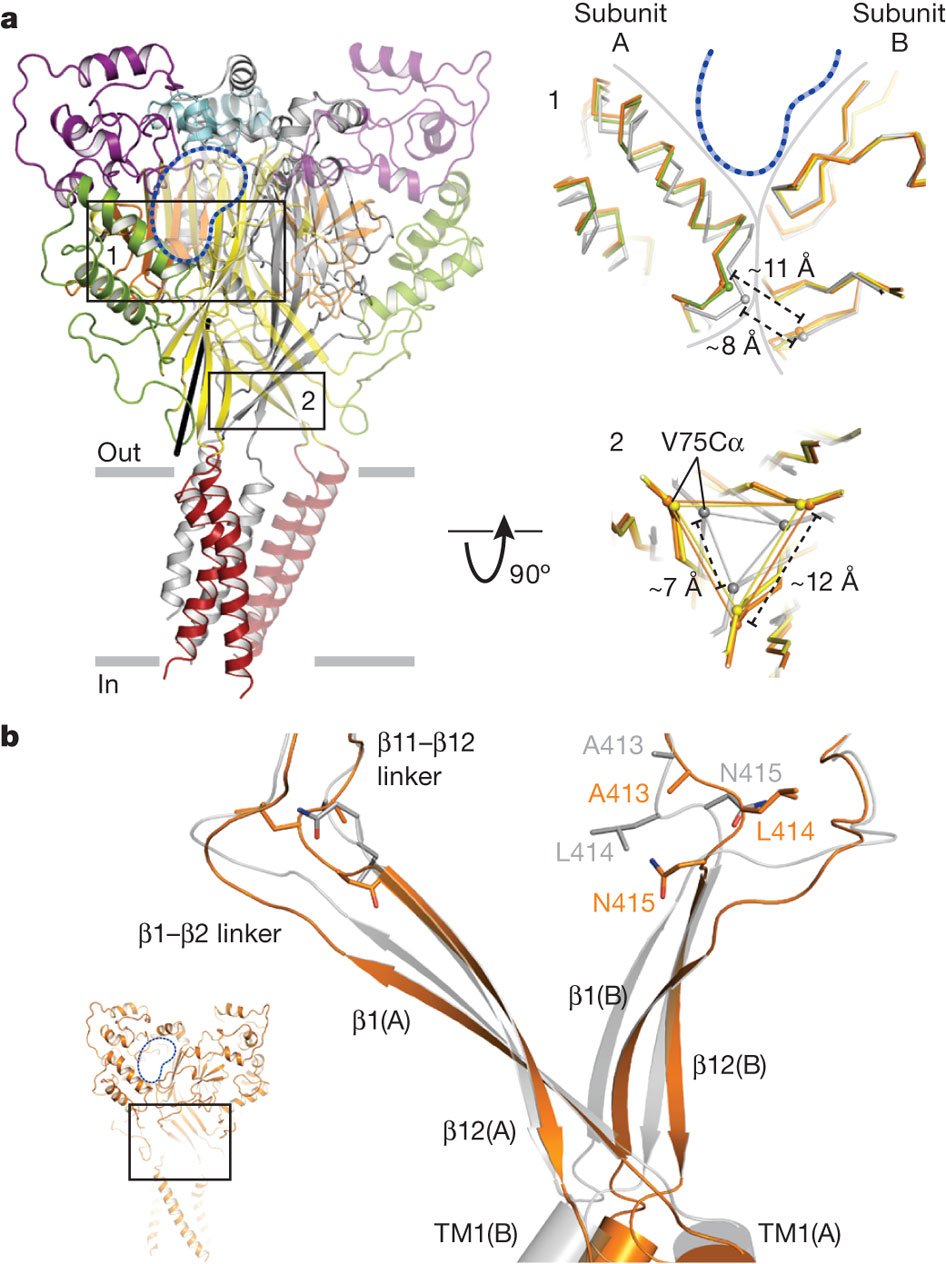 a
Subunit
A
Subunit
B
1
1
~11 Å
~8 Å
2
Out
In
90º
2
V75Cα
~7 Å
~12 Å
b
β11–β12
linker
A413
N415
A413
L414
L414
N415
β1–β2 linker
β1(A)
β1(B)
β12(B)
β12(A)
TM1(B)
TM1(A)